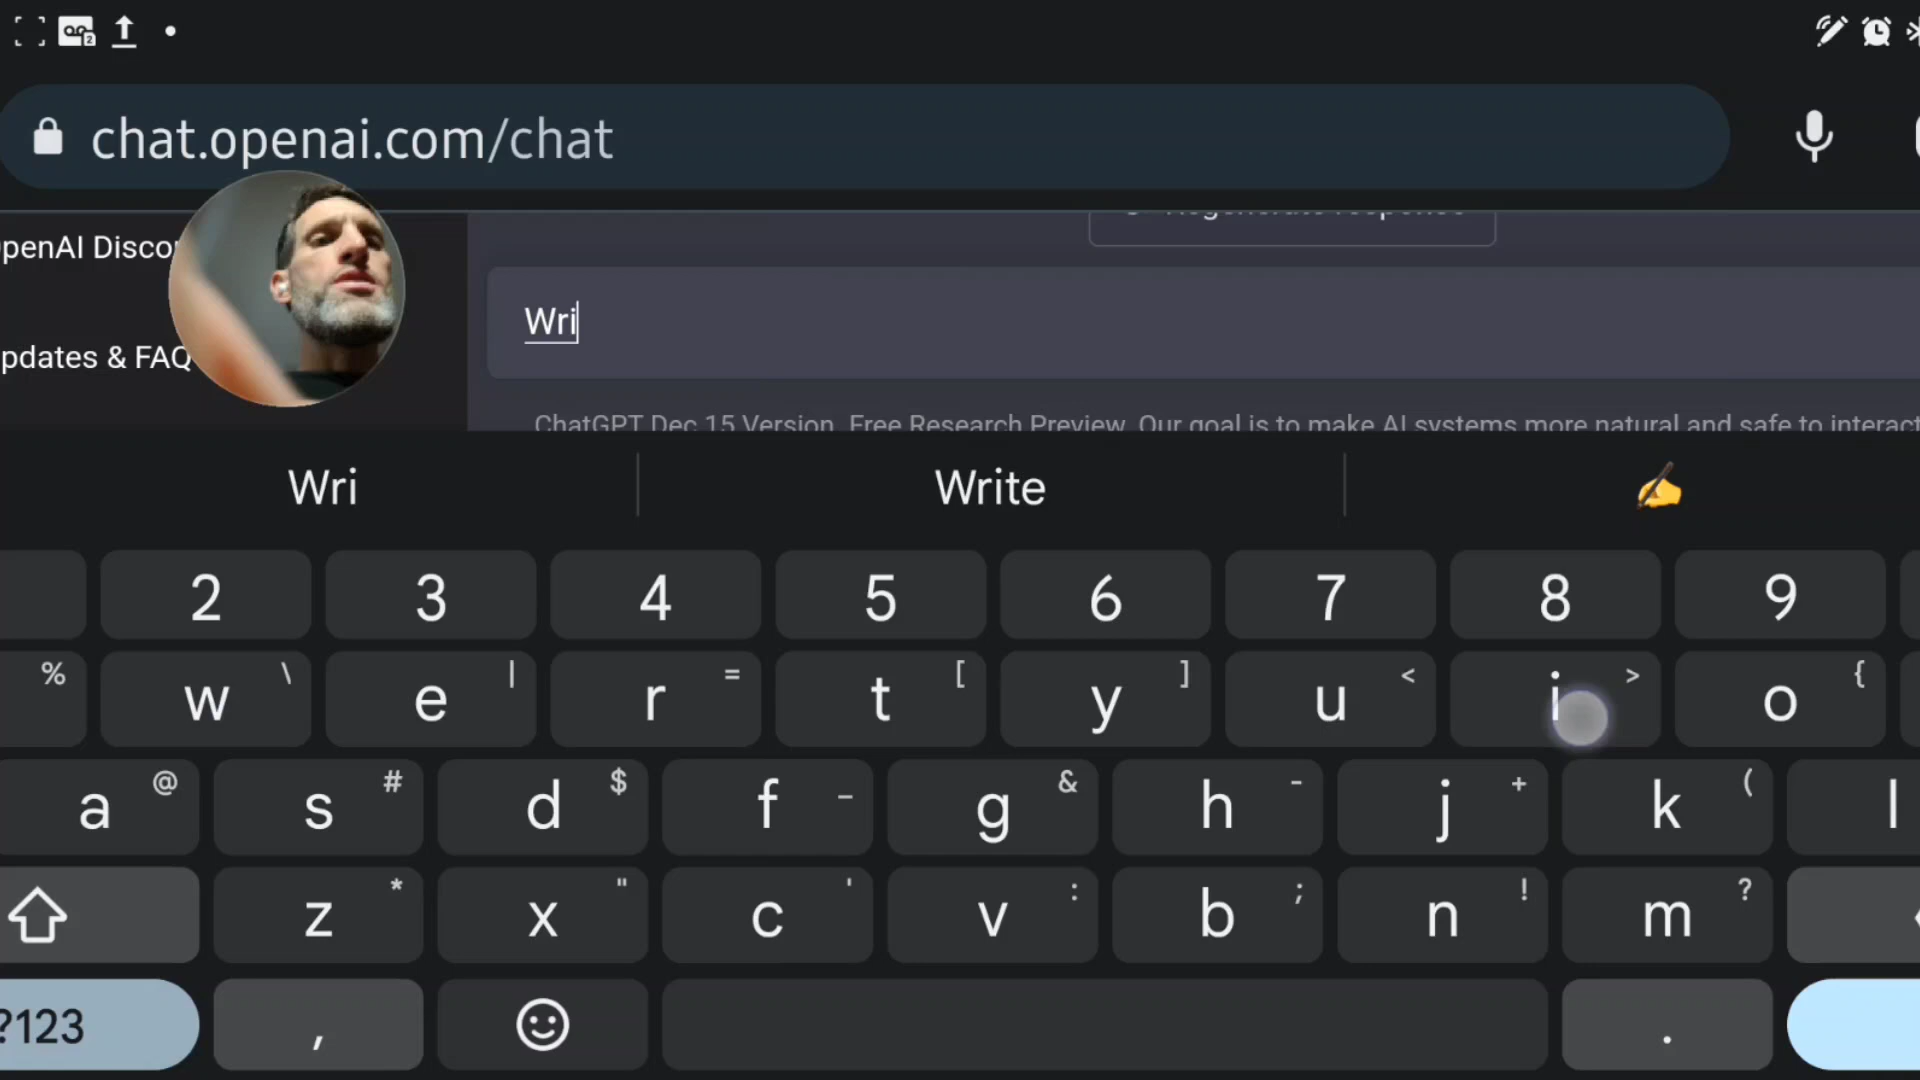 chat.openai.com/chat
penAI Disco
Regenerate response
Wri
pdates & FAQ
ChatGPT Dec 15 Version. Free Research Preview. Our goal is to make AI systems more natural and safe to interact
Wri Write
2 3 4 5 6 7 8 9
% w \ e | r = t [ y ] u < i > o {
a @ s # d $ f _ g & h - j + k ( l
z * x " c ' v : b ; n ! m ?
?123 , .